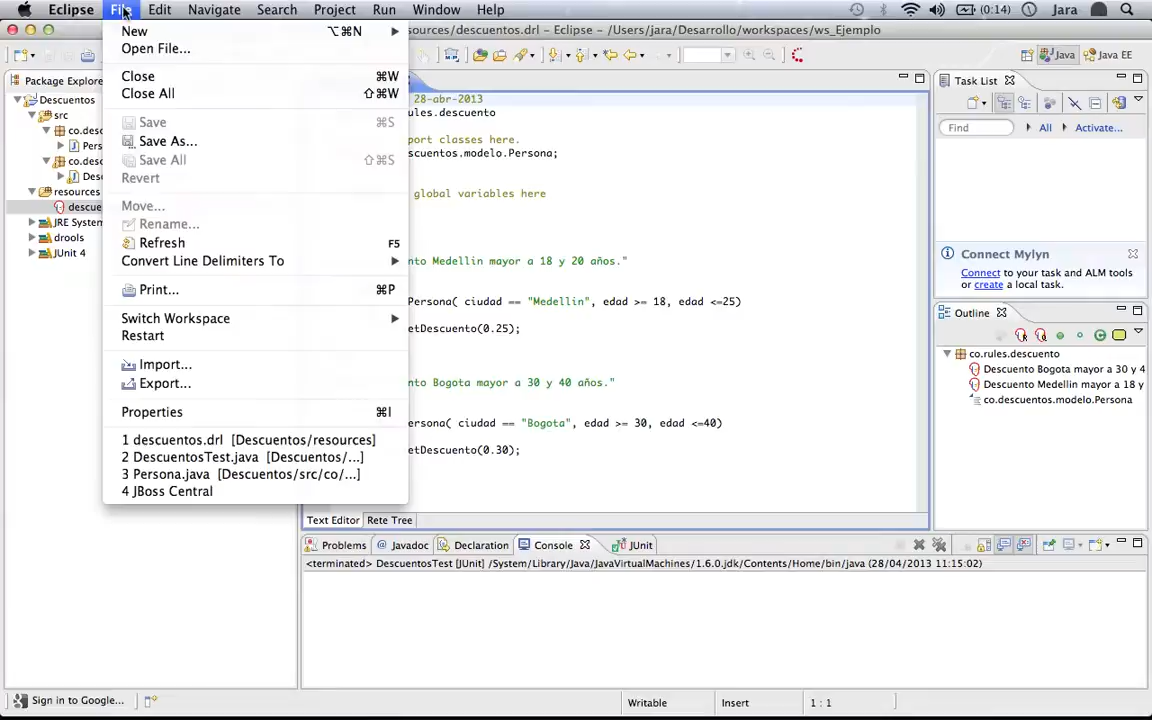 Eclipse File Edit Navigate Search Project Run Window Help (0:14) Jara
sources/descuentos.drl - Eclipse - /Users/jara/Desarrollo/workspaces/ws_Ejemplo
New ⌥⌘N
Open File...
Close ⌘W
Close All ⇧⌘W
Save ⌘S
Save As...
Save All ⇧⌘S
Revert
Move...
Rename...
Refresh F5
Convert Line Delimiters To
Print... ⌘P
Switch Workspace
Restart
Import...
Export...
Properties ⌘I
1 descuentos.drl [Descuentos/resources]
2 DescuentosTest.java [Descuentos/...]
3 Persona.java [Descuentos/src/co/...]
4 JBoss Central
Java Java EE
Package Explore
Descuentos
src
co.desc
Pers
co.desc
Des
resources
descue
JRE System
drools
JUnit 4
28-abr-2013
ules.descuento
port classes here.
scuentos.modelo.Persona;
global variables here
nto Medellin mayor a 18 y 20 años."
Persona( ciudad == "Medellin", edad >= 18, edad <=25)
etDescuento(0.25);
nto Bogota mayor a 30 y 40 años."
ersona( ciudad == "Bogota", edad >= 30, edad <=40)
etDescuento(0.30);
Text Editor Rete Tree
Task List
Find All Activate...
Connect Mylyn
Connect to your task and ALM tools
or create a local task.
Outline
co.rules.descuento
Descuento Bogota mayor a 30 y 4
Descuento Medellin mayor a 18 y
co.descuentos.modelo.Persona
Problems @ Javadoc Declaration Console JUnit
<terminated> DescuentosTest [JUnit] /System/Library/Java/JavaVirtualMachines/1.6.0.jdk/Contents/Home/bin/java (28/04/2013 11:15:02)
Sign in to Google... Writable Insert 1 : 1